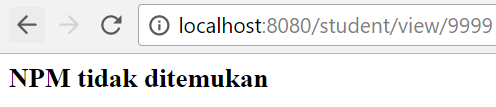 localhost:8080/student/view/9999
NPM tidak ditemukan